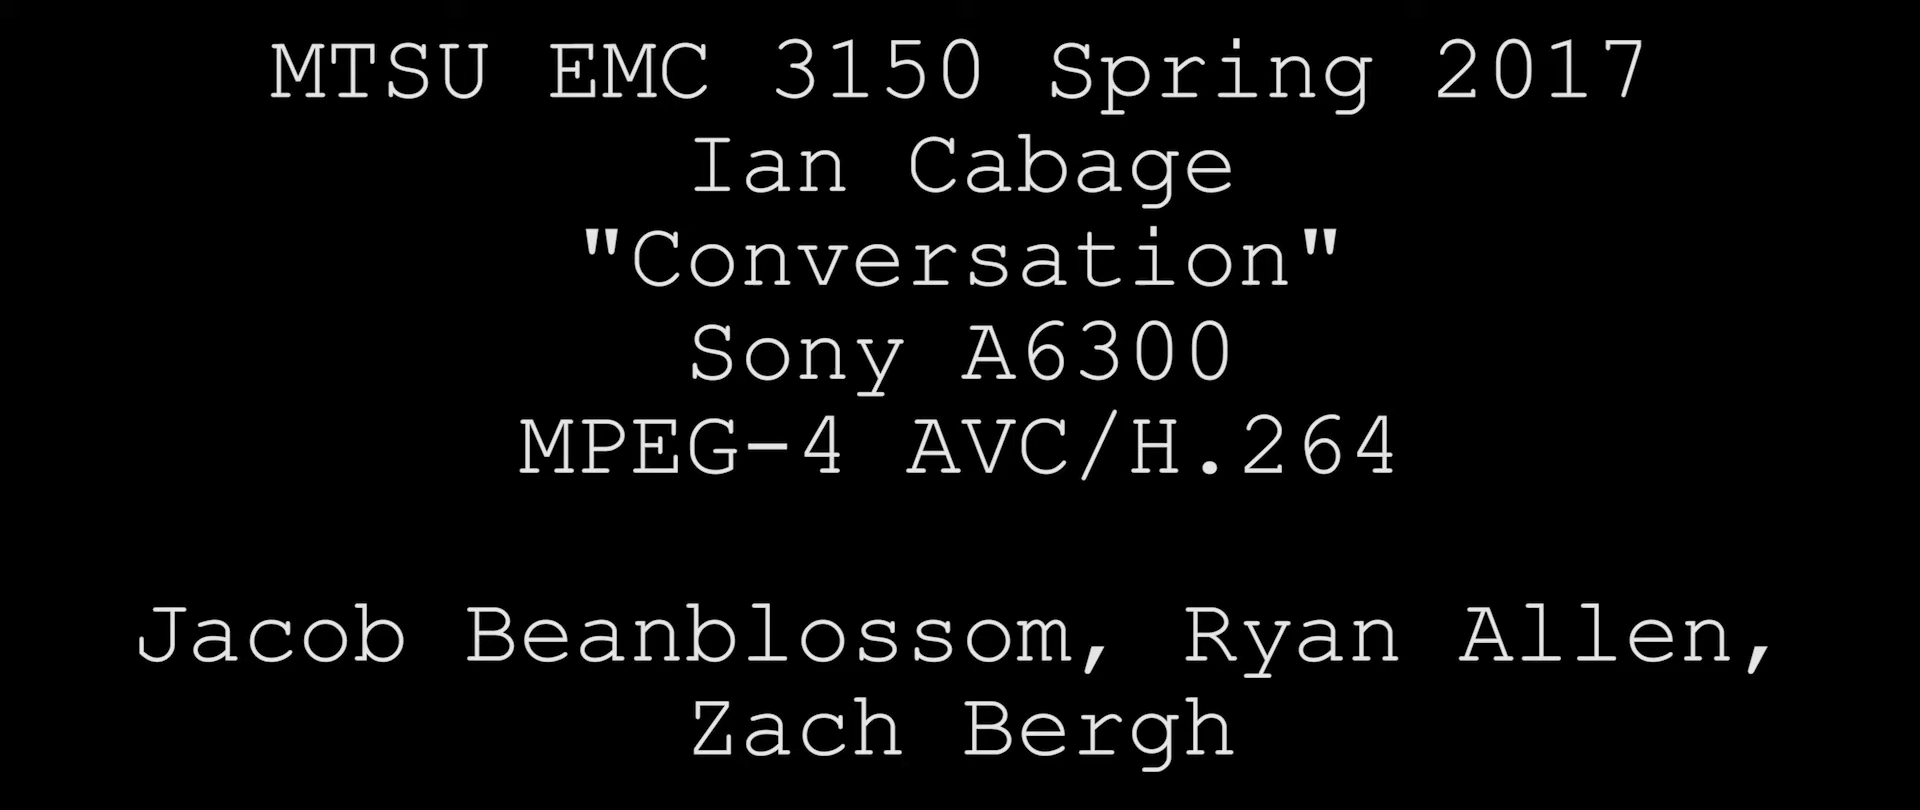 MTSU EMC 3150 Spring 2017
Ian Cabage
"Conversation"
Sony A6300
MPEG-4 AVC/H.264
Jacob Beanblossom, Ryan Allen,
Zach Bergh